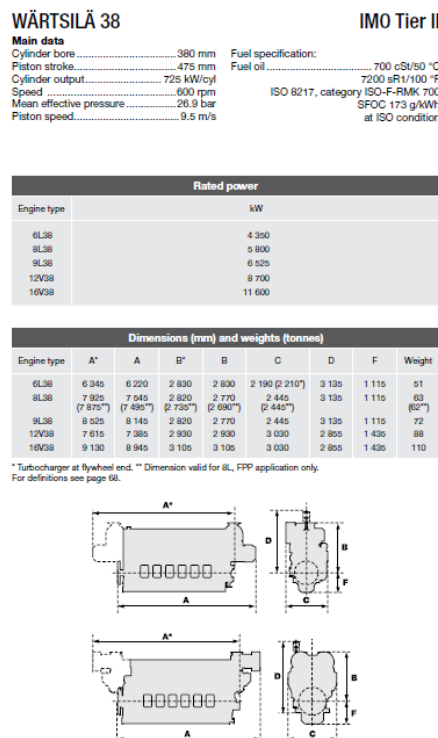 WÄRTSILÄ 38
IMO Tier II
Main data
Cylinder bore 380 mm
Piston stroke 475 mm
Cylinder output 725 kW/cyl
Speed 600 rpm
Mean effective pressure 26.9 bar
Piston speed 9.5 m/s
Fuel specification:
Fuel oil 700 cSt/50 °C
7200 sR1/100 °F
ISO 8217, category ISO-F-RMK 700
SFOC 173 g/kWh
at ISO condition
Rated power
Engine type kW
6L38 4 350
8L38 5 800
9L38 6 525
12V38 8 700
16V38 11 600
Dimensions (mm) and weights (tonnes)
Engine type A* A B* B C D F Weight
6L38 6 345 6 220 2 830 2 830 2 190 (2 210*) 3 135 1 115 51
8L38 7 925 7 545 2 820 2 770 2 445 3 135 1 115 63
(7 875**) (7 495**) (2 735**) (2 690**) (2 445**) (62**)
9L38 8 525 8 145 2 820 2 770 2 445 3 135 1 115 72
12V38 7 615 7 385 2 930 2 930 3 030 2 855 1 435 88
16V38 9 130 8 945 3 105 3 105 3 030 2 855 1 435 110
* Turbocharger at flywheel end. ** Dimension valid for 8L, FPP application only.
For definitions see page 68.
A*
D
B
F
A
C
A*
D
B
F
A
C